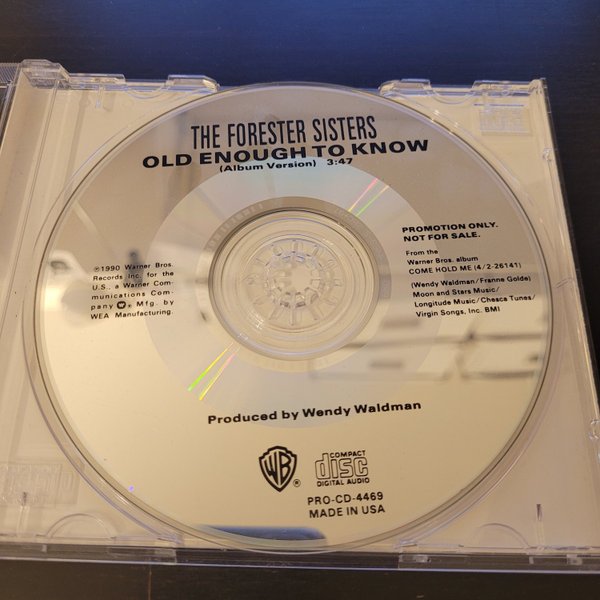 THE FORESTER SISTERS
OLD ENOUGH TO KNOW
(Album Version) 3:47
PROMOTION ONLY.
NOT FOR SALE.
From the
Warner Bros. album
COME HOLD ME (4/2-26141)
(Wendy Waldman/Franne Golde)
Moon and Stars Music/
Longitude Music/Chesca Tunes/
Virgin Songs, Inc. BMI
℗1990 Warner Bros.
Records Inc. for the
U.S., a Warner Com-
munications Com-
pany W. Mfg. by
WEA Manufacturing.
Produced by Wendy Waldman
WB ®
COMPACT
disc
DIGITAL AUDIO
PRO-CD-4469
MADE IN USA